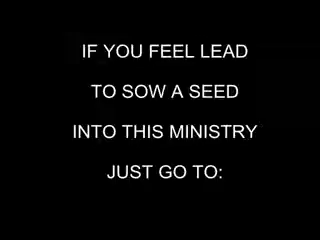 IF YOU FEEL LEAD
TO SOW A SEED
INTO THIS MINISTRY
JUST GO TO: